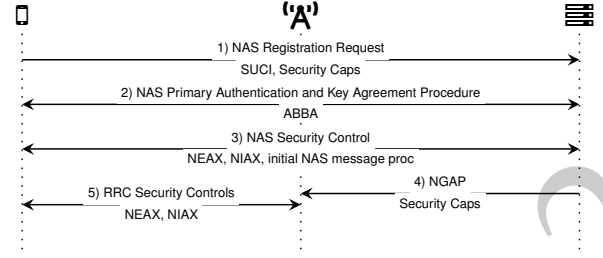 1) NAS Registration Request
SUCI, Security Caps
2) NAS Primary Authentication and Key Agreement Procedure
ABBA
3) NAS Security Control
NEAX, NIAX, initial NAS message proc
4) NGAP
Security Caps
5) RRC Security Controls
NEAX, NIAX